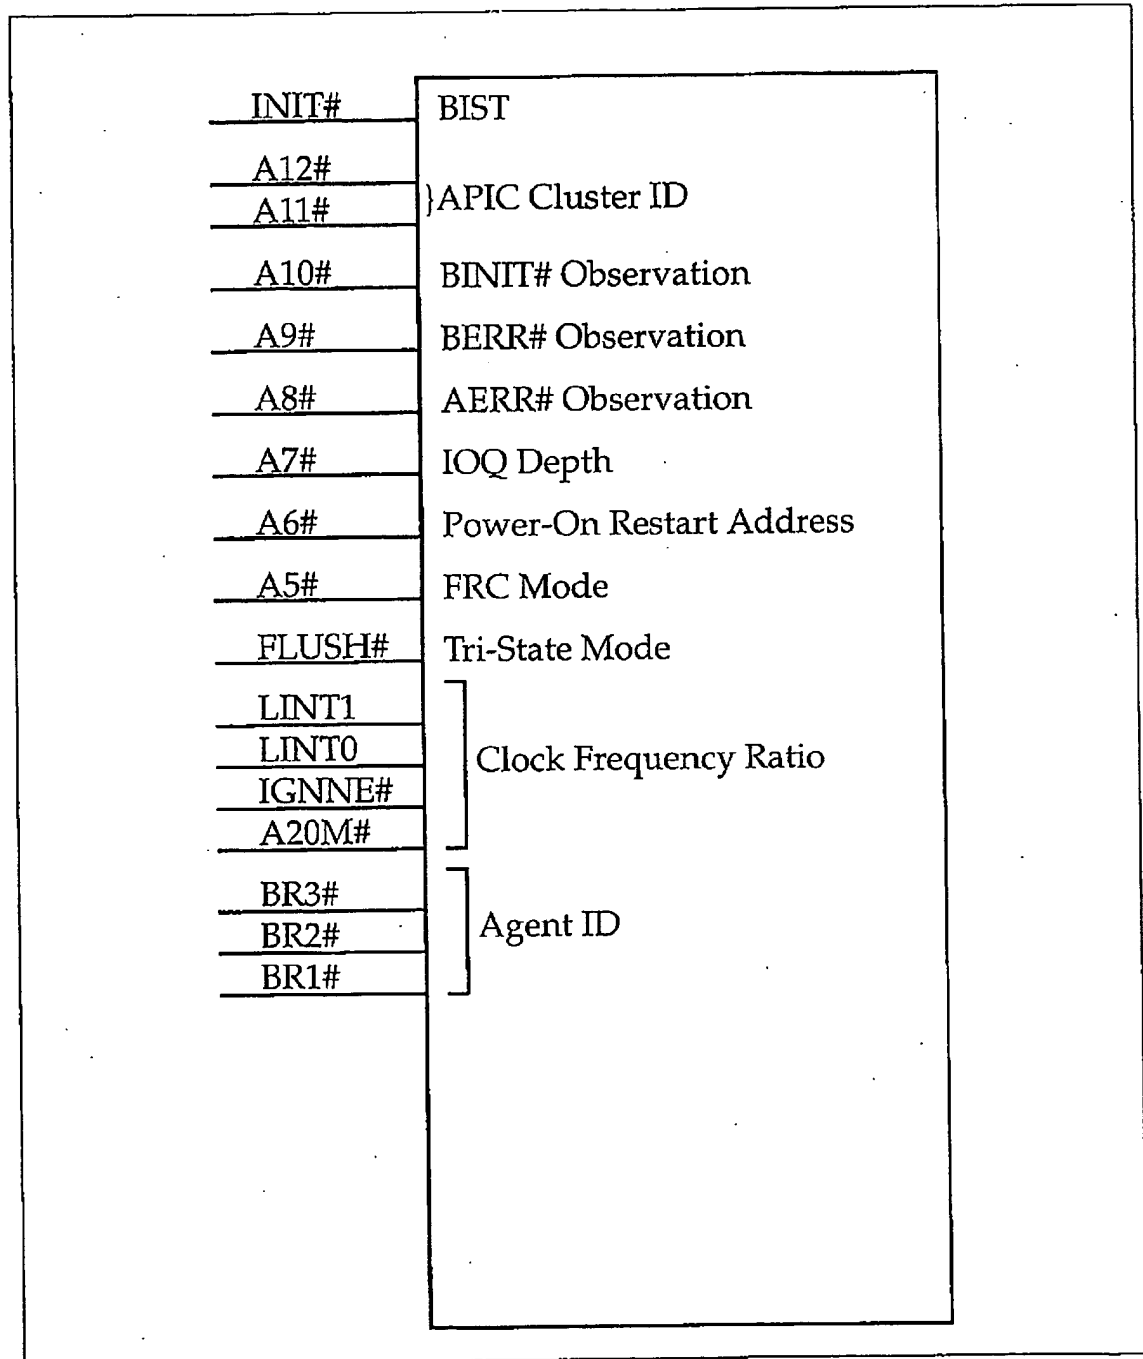 INIT# BIST
A12#
A11# }APIC Cluster ID
A10# BINIT# Observation
A9# BERR# Observation
A8# AERR# Observation
A7# IOQ Depth
A6# Power-On Restart Address
A5# FRC Mode
FLUSH# Tri-State Mode
LINT1
LINT0
Clock Frequency Ratio
IGNNE#
A20M#
BR3#
BR2# Agent ID
BR1#